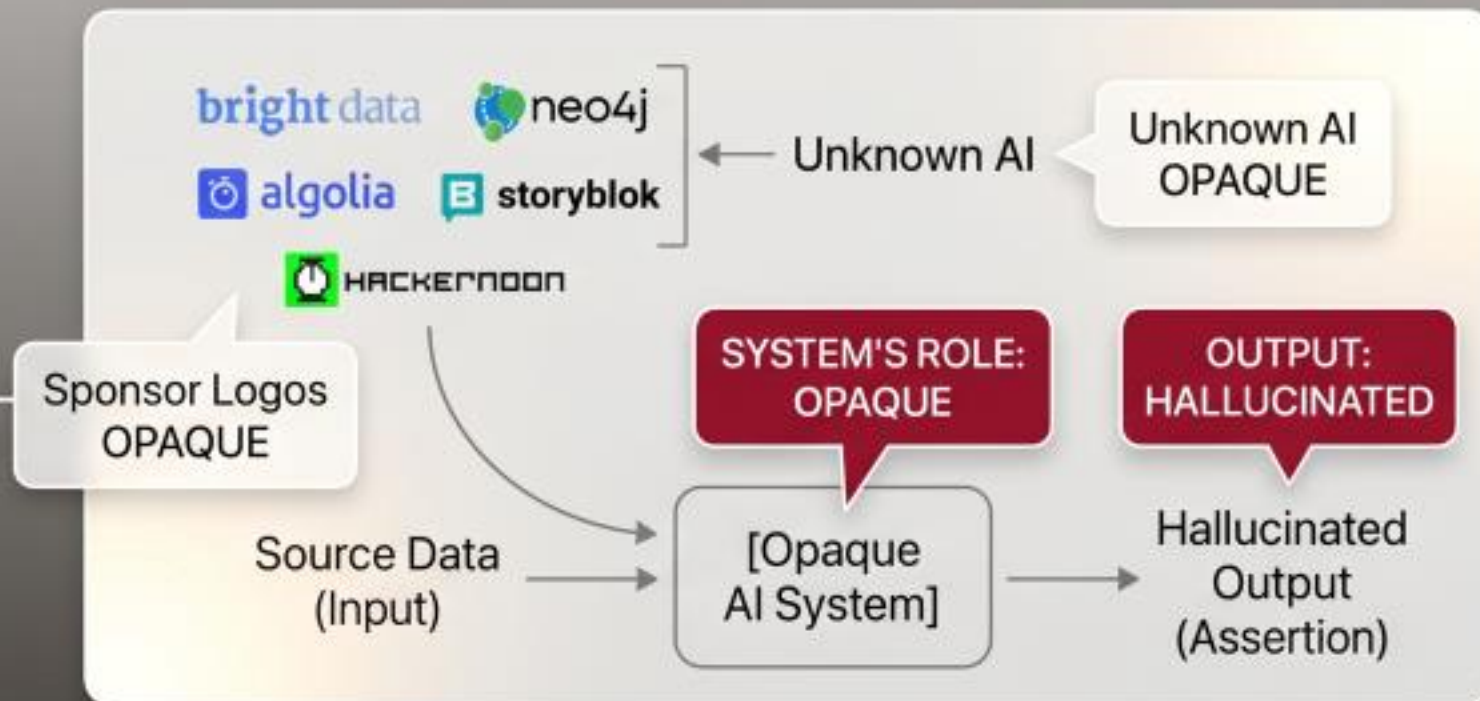 bright data
neo4j
algolia
storyblok
HACKERNOON
Unknown AI
Unknown AI
OPAQUE
Sponsor Logos
OPAQUE
SYSTEM'S ROLE:
OPAQUE
OUTPUT:
HALLUCINATED
Source Data
(Input)
[Opaque
AI System]
Hallucinated
Output
(Assertion)